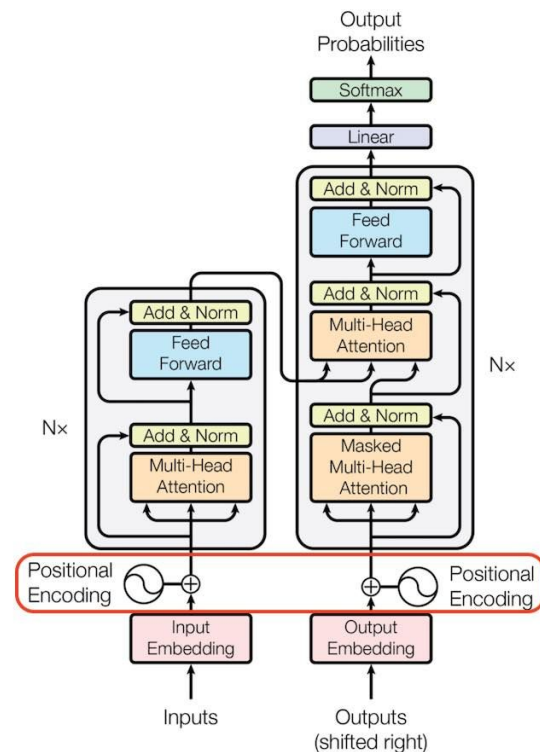 Output
Probabilities
Softmax
Linear
Add & Norm
Feed
Forward
Add & Norm
Multi-Head
Attention
Add & Norm
Masked
Multi-Head
Attention
Nx
Add & Norm
Feed
Forward
Add & Norm
Multi-Head
Attention
Nx
Positional
Encoding
Positional
Encoding
Input
Embedding
Output
Embedding
Inputs
Outputs
(shifted right)